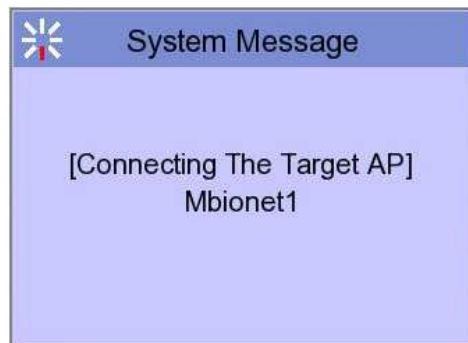 System Message
[Connecting The Target AP]
Mbionet1